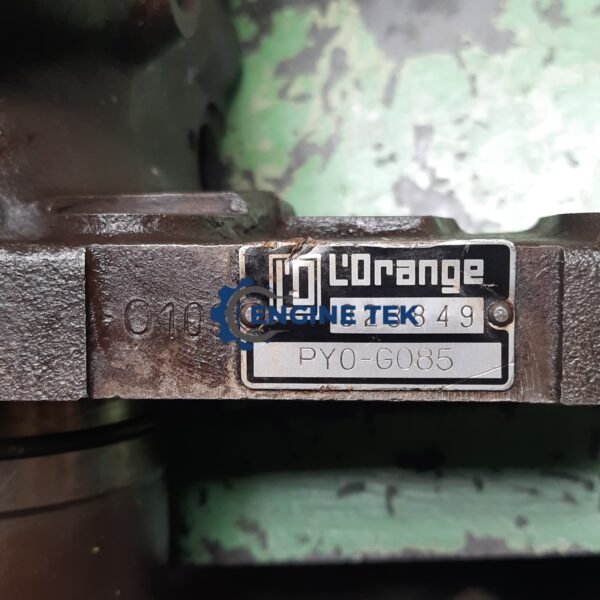 L'Orange
C10
ENGINE TEK
PYO-G085